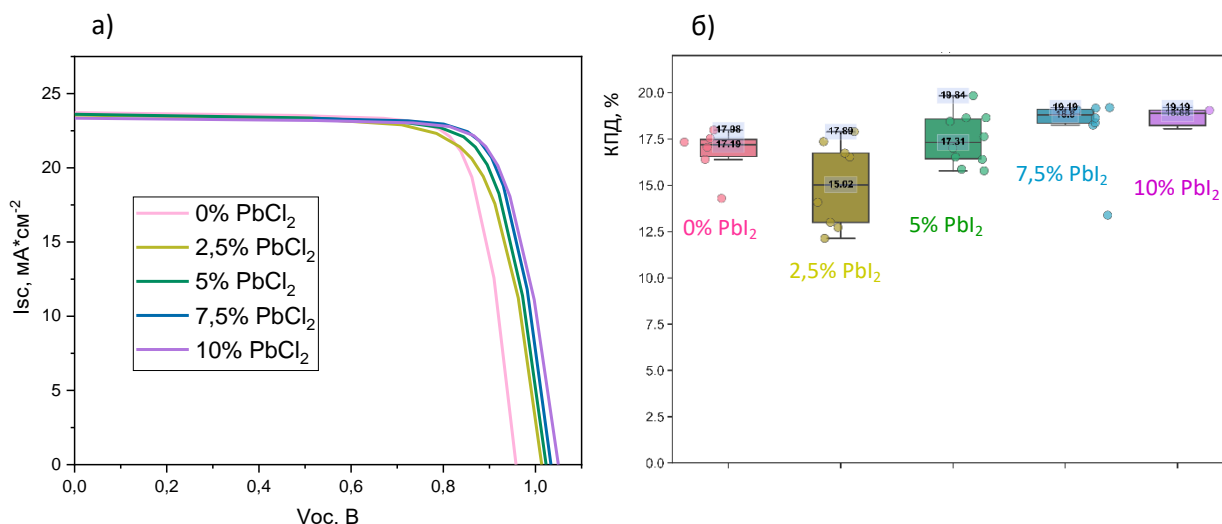 а)
25
20
15
10
5
0
0,0
0,2
0,4
0,6
0,8
1,0
Isc, мА*см-2
Voc, В
0% PbCl2
2,5% PbCl2
5% PbCl2
7,5% PbCl2
10% PbCl2
б)
20.0
17.5
15.0
12.5
10.0
7.5
5.0
2.5
0.0
КПД, %
17.98
17.19
17.89
15.02
19.84
17.31
19.19
19.19
0% PbI2
2,5% PbI2
5% PbI2
7,5% PbI2
10% PbI2